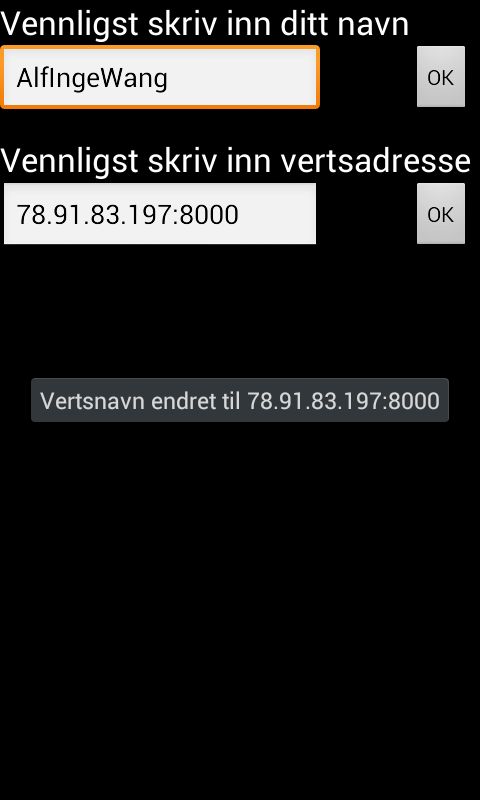 Vennligst skriv inn ditt navn
AlfIngeWang
OK
Vennligst skriv inn vertsadresse
78.91.83.197:8000
OK
Vertsnavn endret til 78.91.83.197:8000